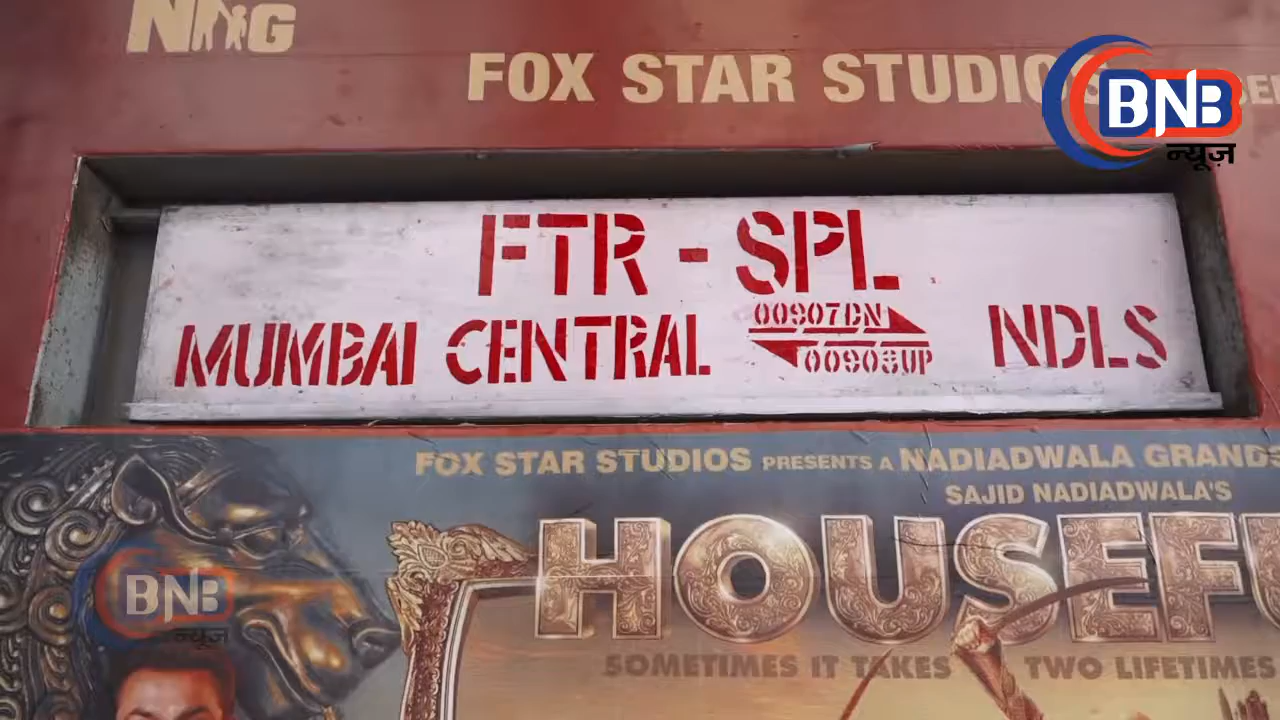 NG
FOX STAR STUDIOS
BNB
न्यूज़
FTR - SPL
MUMBAI CENTRAL
00907DN
00908UP
NDLS
FOX STAR STUDIOS PRESENTS A NADIADWALA GRANDS
SAJID NADIADWALA'S
HOUSEFU
BNB
न्यूज़
SOMETIMES IT TAKES TWO LIFETIMES